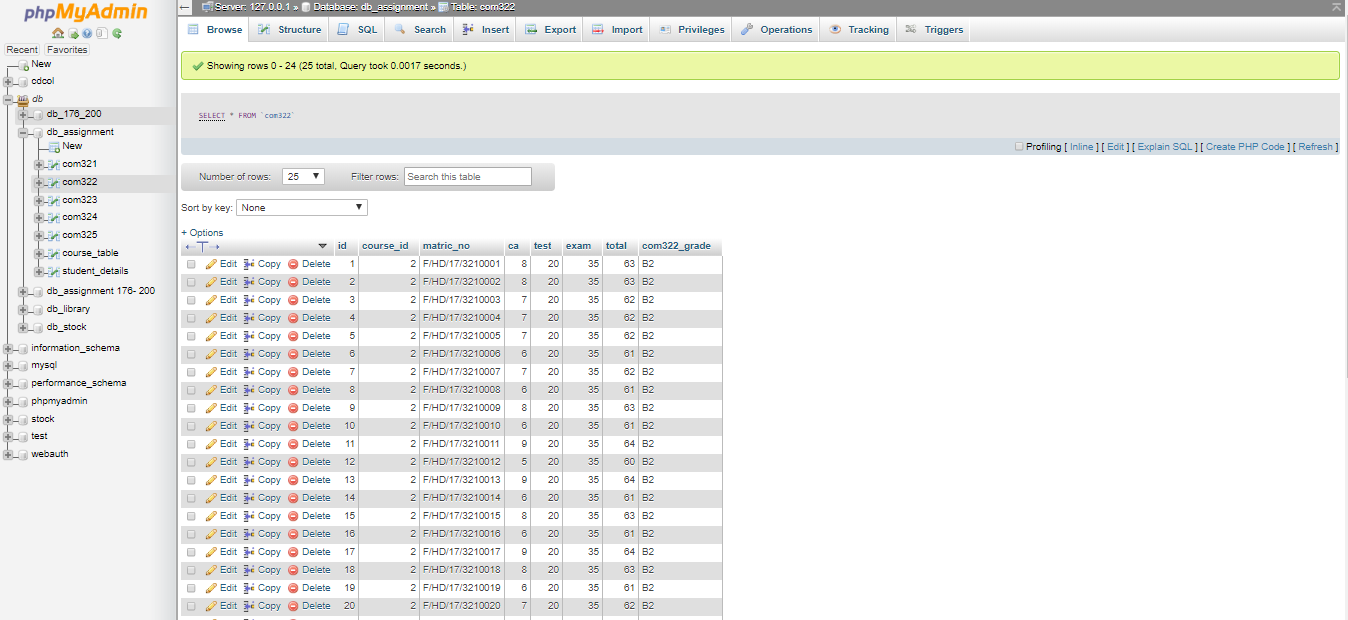 phpMyAdmin
Recent Favorites
New
cdcol
db
db_176_200
db_assignment
New
com321
com322
com323
com324
com325
course_table
student_details
db_assignment 176- 200
db_library
db_stock
information_schema
mysql
performance_schema
phpmyadmin
stock
test
webauth
Server: 127.0.0.1 » Database: db_assignment » Table: com322
Browse Structure SQL Search Insert Export Import Privileges Operations Tracking Triggers
Showing rows 0 - 24 (25 total, Query took 0.0017 seconds.)
SELECT * FROM `com322`
Profiling [ Inline ] [ Edit ] [ Explain SQL ] [ Create PHP Code ] [ Refresh ]
Number of rows: 25 Filter rows: Search this table
Sort by key: None
+ Options
←T→ id course_id matric_no ca test exam total com322_grade
Edit Copy Delete 1 2 F/HD/17/3210001 8 20 35 63 B2
Edit Copy Delete 2 2 F/HD/17/3210002 8 20 35 63 B2
Edit Copy Delete 3 2 F/HD/17/3210003 7 20 35 62 B2
Edit Copy Delete 4 2 F/HD/17/3210004 7 20 35 62 B2
Edit Copy Delete 5 2 F/HD/17/3210005 7 20 35 62 B2
Edit Copy Delete 6 2 F/HD/17/3210006 6 20 35 61 B2
Edit Copy Delete 7 2 F/HD/17/3210007 7 20 35 62 B2
Edit Copy Delete 8 2 F/HD/17/3210008 6 20 35 61 B2
Edit Copy Delete 9 2 F/HD/17/3210009 8 20 35 63 B2
Edit Copy Delete 10 2 F/HD/17/3210010 6 20 35 61 B2
Edit Copy Delete 11 2 F/HD/17/3210011 9 20 35 64 B2
Edit Copy Delete 12 2 F/HD/17/3210012 5 20 35 60 B2
Edit Copy Delete 13 2 F/HD/17/3210013 9 20 35 64 B2
Edit Copy Delete 14 2 F/HD/17/3210014 6 20 35 61 B2
Edit Copy Delete 15 2 F/HD/17/3210015 8 20 35 63 B2
Edit Copy Delete 16 2 F/HD/17/3210016 6 20 35 61 B2
Edit Copy Delete 17 2 F/HD/17/3210017 9 20 35 64 B2
Edit Copy Delete 18 2 F/HD/17/3210018 8 20 35 63 B2
Edit Copy Delete 19 2 F/HD/17/3210019 6 20 35 61 B2
Edit Copy Delete 20 2 F/HD/17/3210020 7 20 35 62 B2